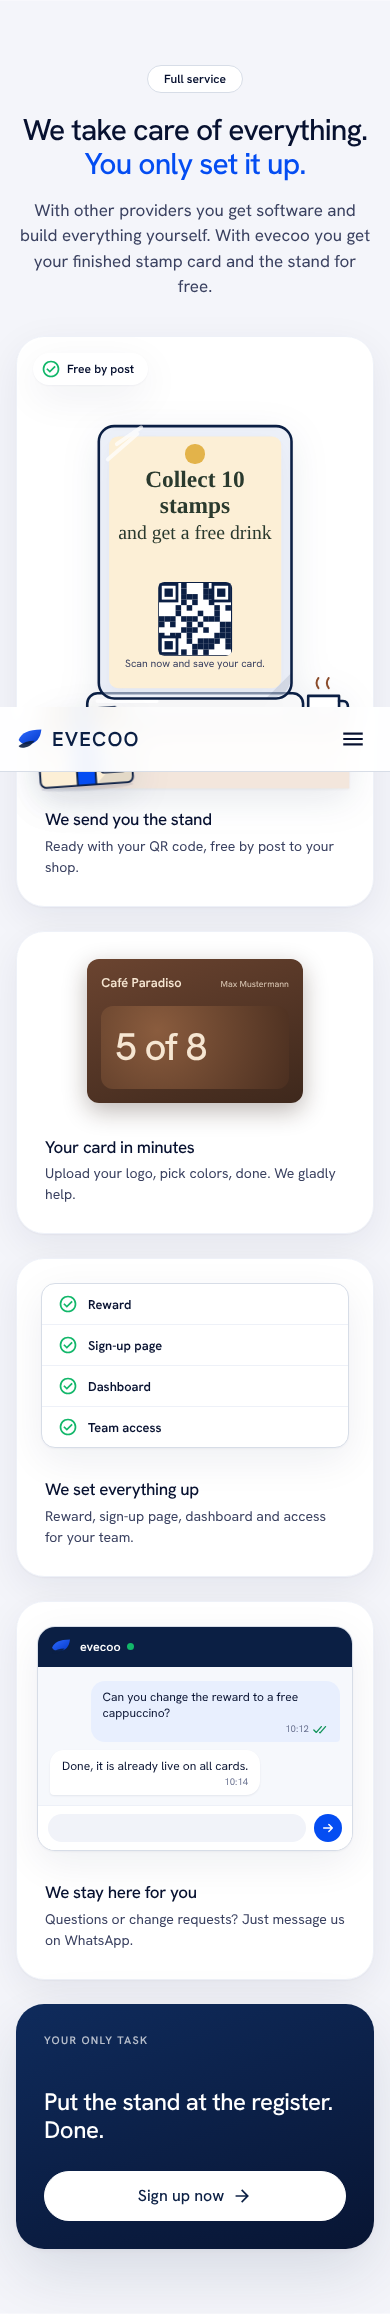 Full service
We take care of everything.
You only set it up.
With other providers you get software and
build everything yourself. With evecoo you get
your finished stamp card and the stand for
free.
Free by post
Collect 10
stamps
and get a free drink
Scan now and save your card.
EVECOO
We send you the stand
Ready with your QR code, free by post to your
shop.
Café Paradiso
Max Mustermann
5 of 8
Your card in minutes
Upload your logo, pick colors, done. We gladly
help.
Reward
Sign-up page
Dashboard
Team access
We set everything up
Reward, sign-up page, dashboard and access
for your team.
evecoo
Can you change the reward to a free
cappuccino?
10:12
Done, it is already live on all cards.
10:14
We stay here for you
Questions or change requests? Just message us
on WhatsApp.
YOUR ONLY TASK
Put the stand at the register.
Done.
Sign up now